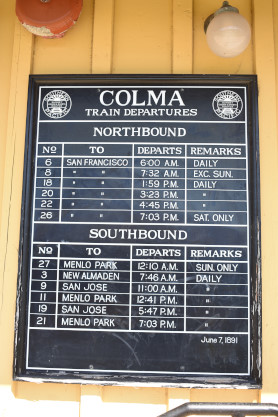 "COLMA"
TRAIN DEPARTURES
NORTHBOUND
No TO DEPARTS REMARKS
6 SAN FRANCISCO 6:00 A.M. DAILY
8 " " 7:32 A.M. EXC. SUN.
18 " " 1:59 P.M. DAILY
20 " " 3:23 P.M. "
22 " " 4:45 P.M. "
26 " " 7:03 P.M. SAT. ONLY
SOUTHBOUND
No TO DEPARTS REMARKS
27 MENLO PARK 12:10 A.M. SUN. ONLY
3 NEW ALMADEN 7:46 A.M. DAILY
9 SAN JOSE 11:00 A.M. "
11 MENLO PARK 12:41 P.M. "
19 SAN JOSE 5:47 P.M. "
21 MENLO PARK 7:03 P.M. "
June 7, 1891